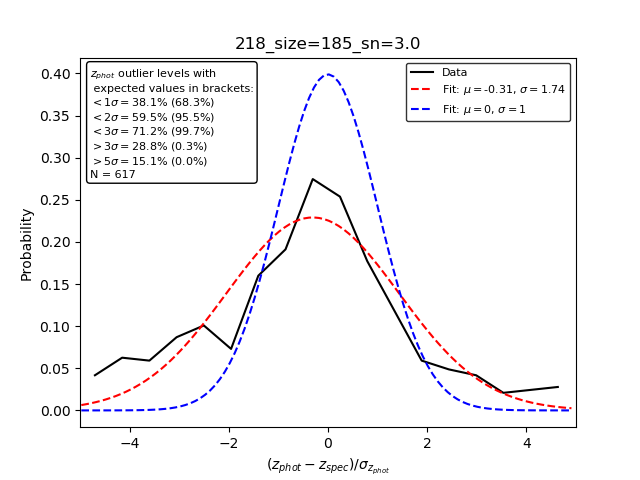 218_size=185_sn=3.0
z_phot outlier levels with
expected values in brackets:
<1σ = 38.1% (68.3%)
<2σ = 59.5% (95.5%)
<3σ = 71.2% (99.7%)
>3σ = 28.8% (0.3%)
>5σ = 15.1% (0.0%)
N = 617
Data
Fit: μ = -0.31, σ = 1.74
Fit: μ = 0, σ = 1
0.40
0.35
0.30
0.25
0.20
0.15
0.10
0.05
0.00
Probability
−4 −2 0 2 4
(z_phot − z_spec)/σ_z_phot